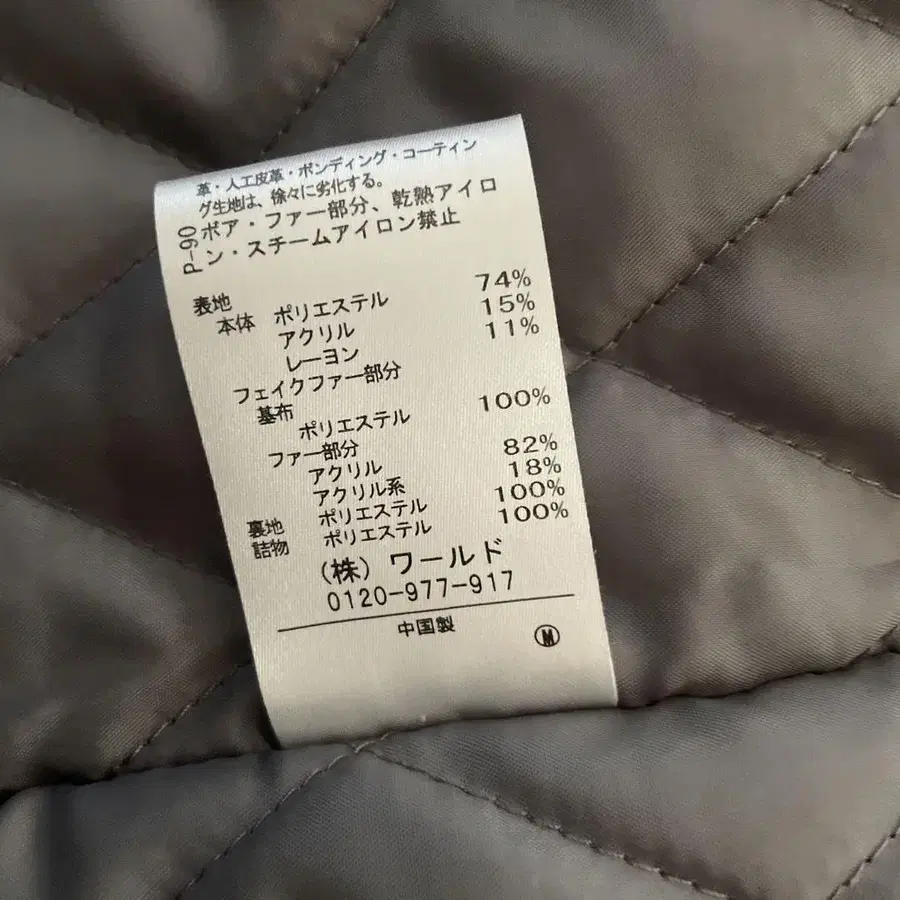 革・人工皮革・ボンディング・コーティン
グ生地は、徐々に劣化する。
P-90
ボア・ファー部分、乾熱アイロ
ン・スチームアイロン禁止
表地
本体 ポリエステル 74%
アクリル 15%
レーヨン 11%
フェイクファー部分
基布
ポリエステル 100%
ファー部分
アクリル 82%
アクリル系 18%
裏地 ポリエステル 100%
詰物 ポリエステル 100%
(株) ワールド
0120-977-917
中国製
M